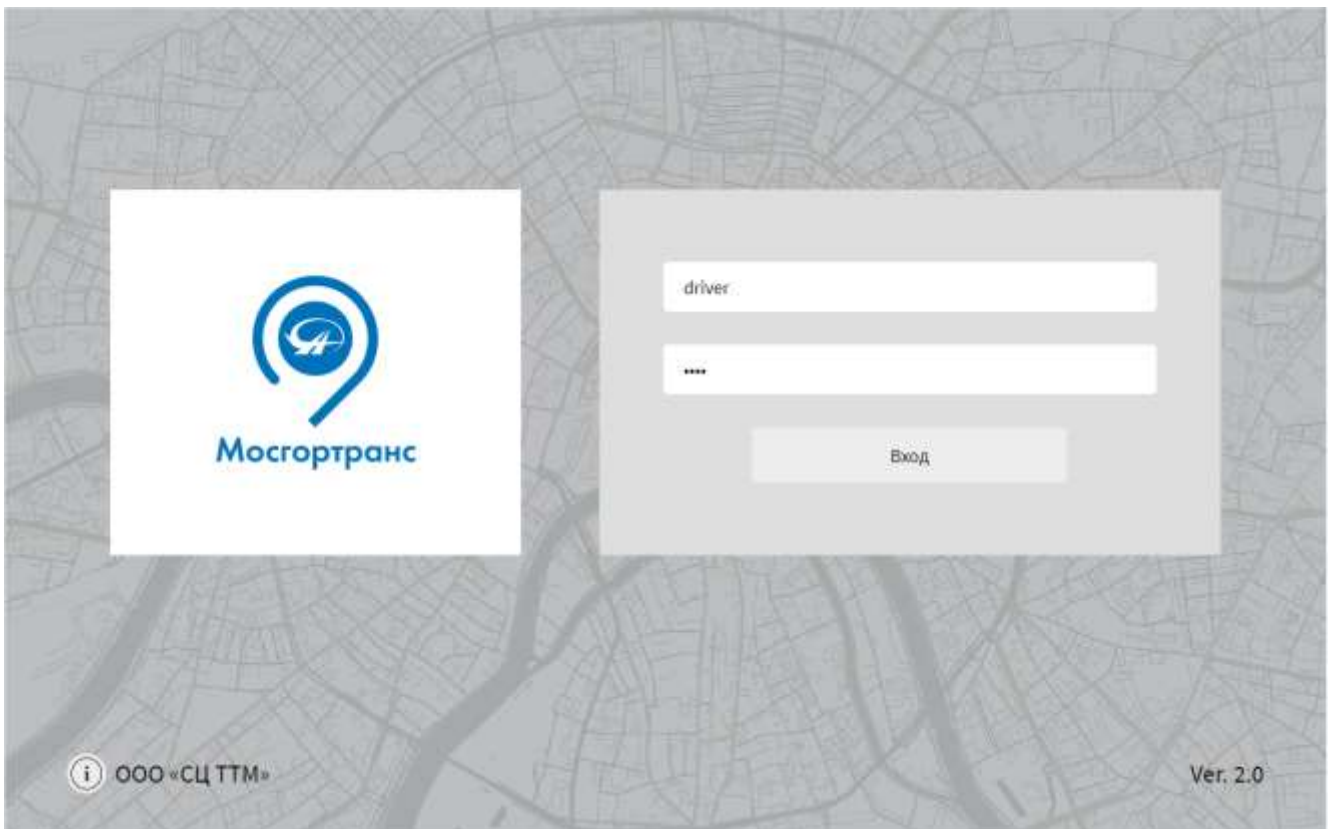 Мосгортранс
driver
••••
Вход
ООО «СЦ ТТМ»
Ver. 2.0